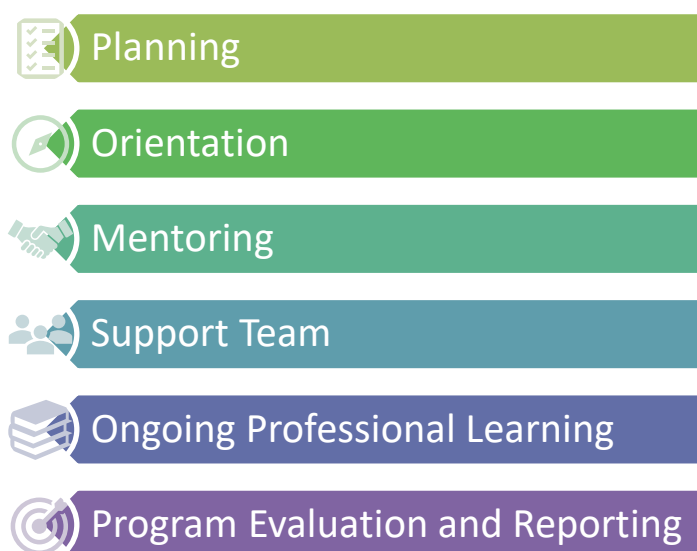 Planning
Orientation
Mentoring
Support Team
Ongoing Professional Learning
Program Evaluation and Reporting